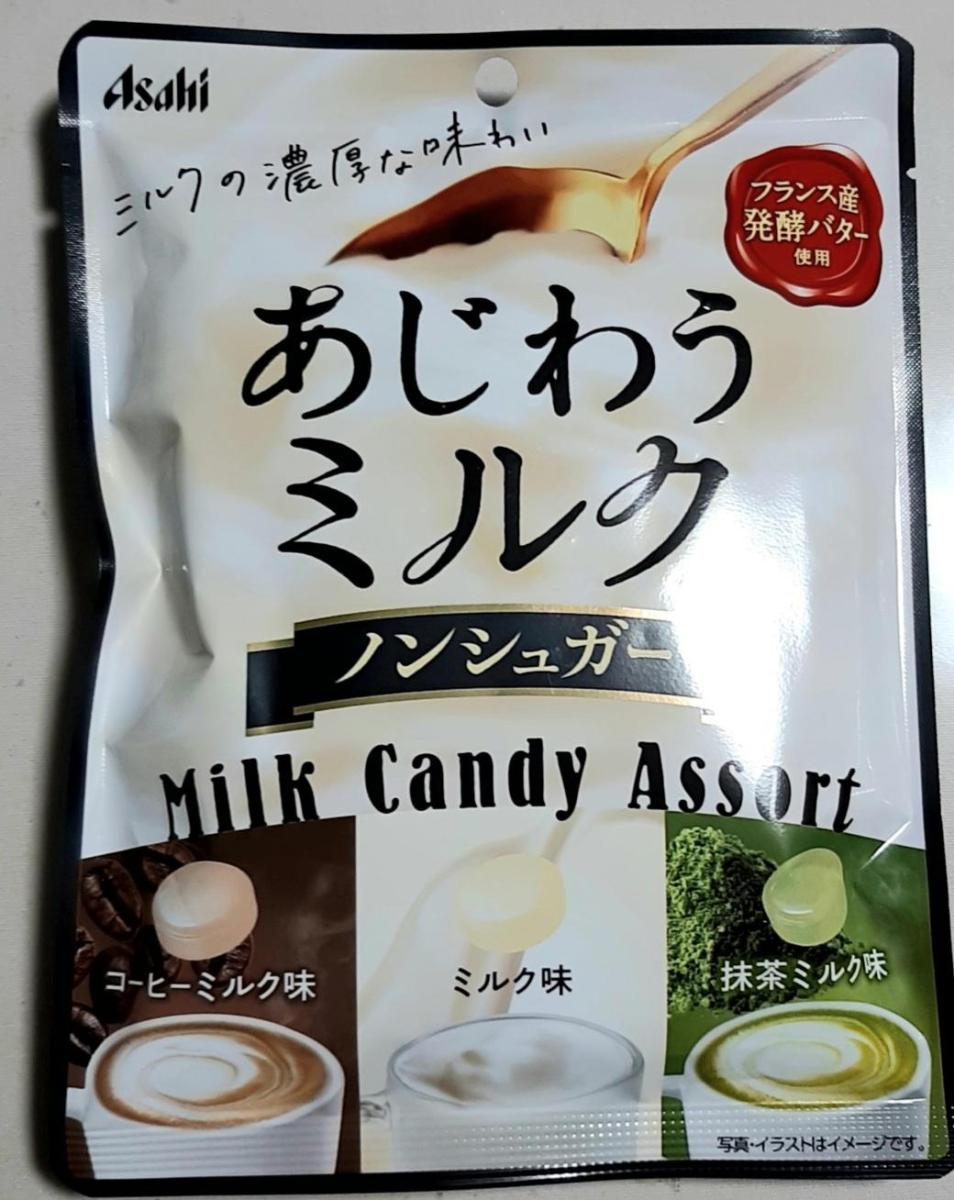 Asahi
ミルクの濃厚な味わい
フランス産
発酵バター
使用
あじわう
ミルク
ノンシュガー
Milk Candy Assort
コーヒーミルク味
ミルク味
抹茶ミルク味
写真・イラストはイメージです。